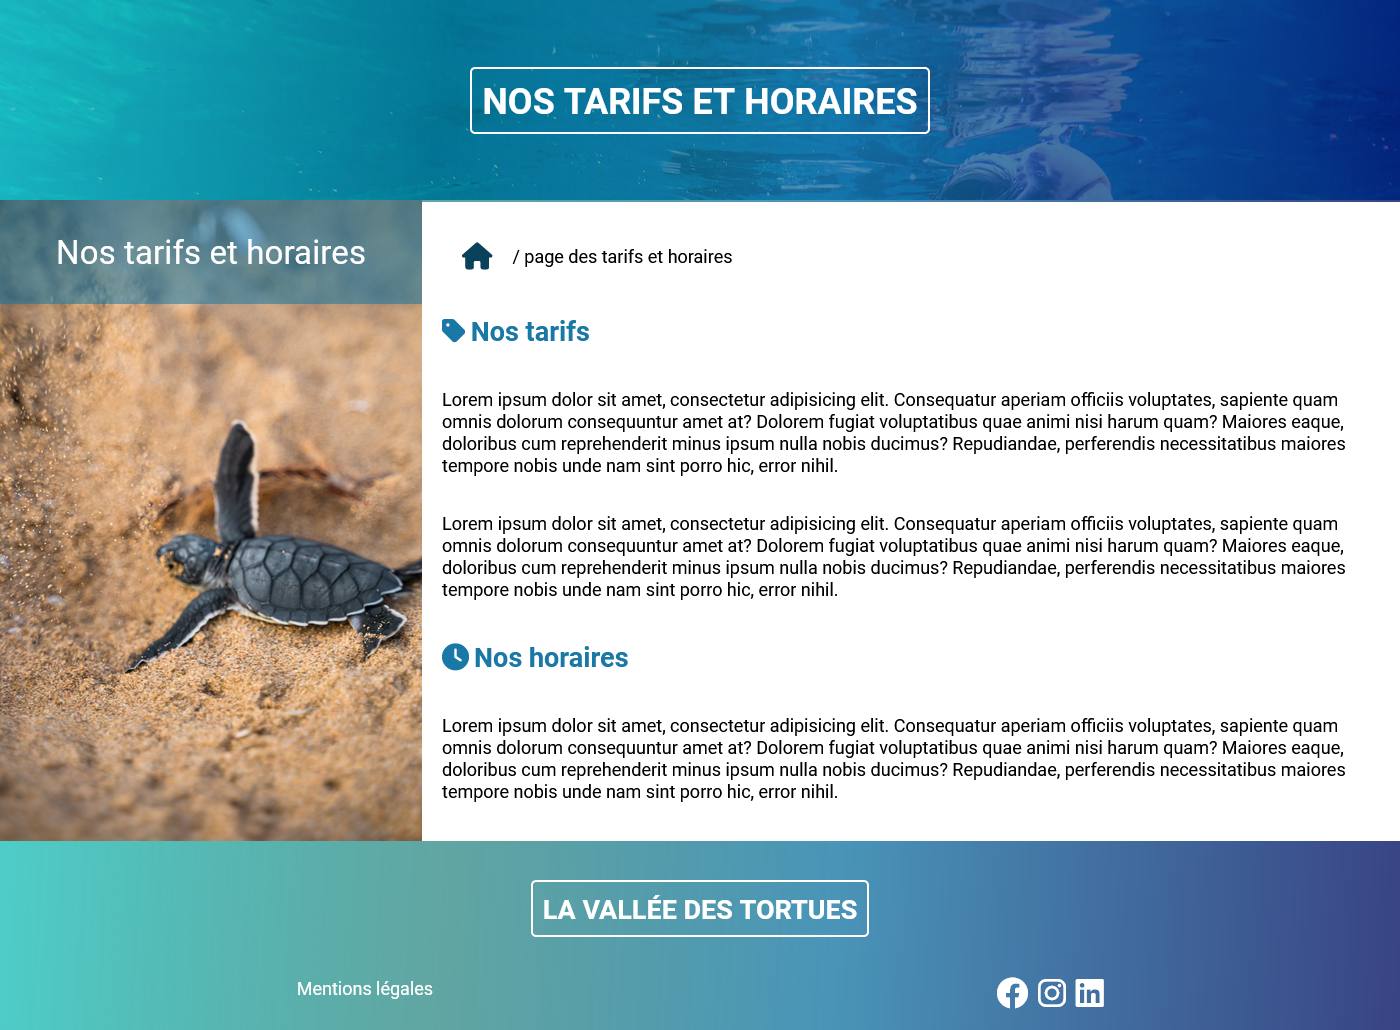 NOS TARIFS ET HORAIRES
Nos tarifs et horaires
/ page des tarifs et horaires
Nos tarifs
Lorem ipsum dolor sit amet, consectetur adipisicing elit. Consequatur aperiam officiis voluptates, sapiente quam
omnis dolorum consequuntur amet at? Dolorem fugiat voluptatibus quae animi nisi harum quam? Maiores eaque,
doloribus cum reprehenderit minus ipsum nulla nobis ducimus? Repudiandae, perferendis necessitatibus maiores
tempore nobis unde nam sint porro hic, error nihil.
Lorem ipsum dolor sit amet, consectetur adipisicing elit. Consequatur aperiam officiis voluptates, sapiente quam
omnis dolorum consequuntur amet at? Dolorem fugiat voluptatibus quae animi nisi harum quam? Maiores eaque,
doloribus cum reprehenderit minus ipsum nulla nobis ducimus? Repudiandae, perferendis necessitatibus maiores
tempore nobis unde nam sint porro hic, error nihil.
Nos horaires
Lorem ipsum dolor sit amet, consectetur adipisicing elit. Consequatur aperiam officiis voluptates, sapiente quam
omnis dolorum consequuntur amet at? Dolorem fugiat voluptatibus quae animi nisi harum quam? Maiores eaque,
doloribus cum reprehenderit minus ipsum nulla nobis ducimus? Repudiandae, perferendis necessitatibus maiores
tempore nobis unde nam sint porro hic, error nihil.
LA VALLÉE DES TORTUES
Mentions légales